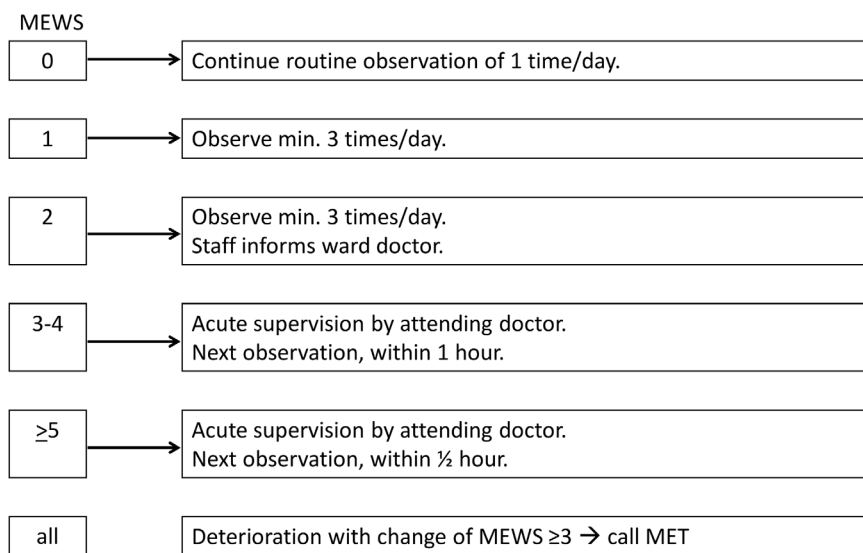 MEWS
0
Continue routine observation of 1 time/day.
1
Observe min. 3 times/day.
2
Observe min. 3 times/day.
Staff informs ward doctor.
3-4
Acute supervision by attending doctor.
Next observation, within 1 hour.
≥5
Acute supervision by attending doctor.
Next observation, within ½ hour.
all
Deterioration with change of MEWS ≥3 → call MET